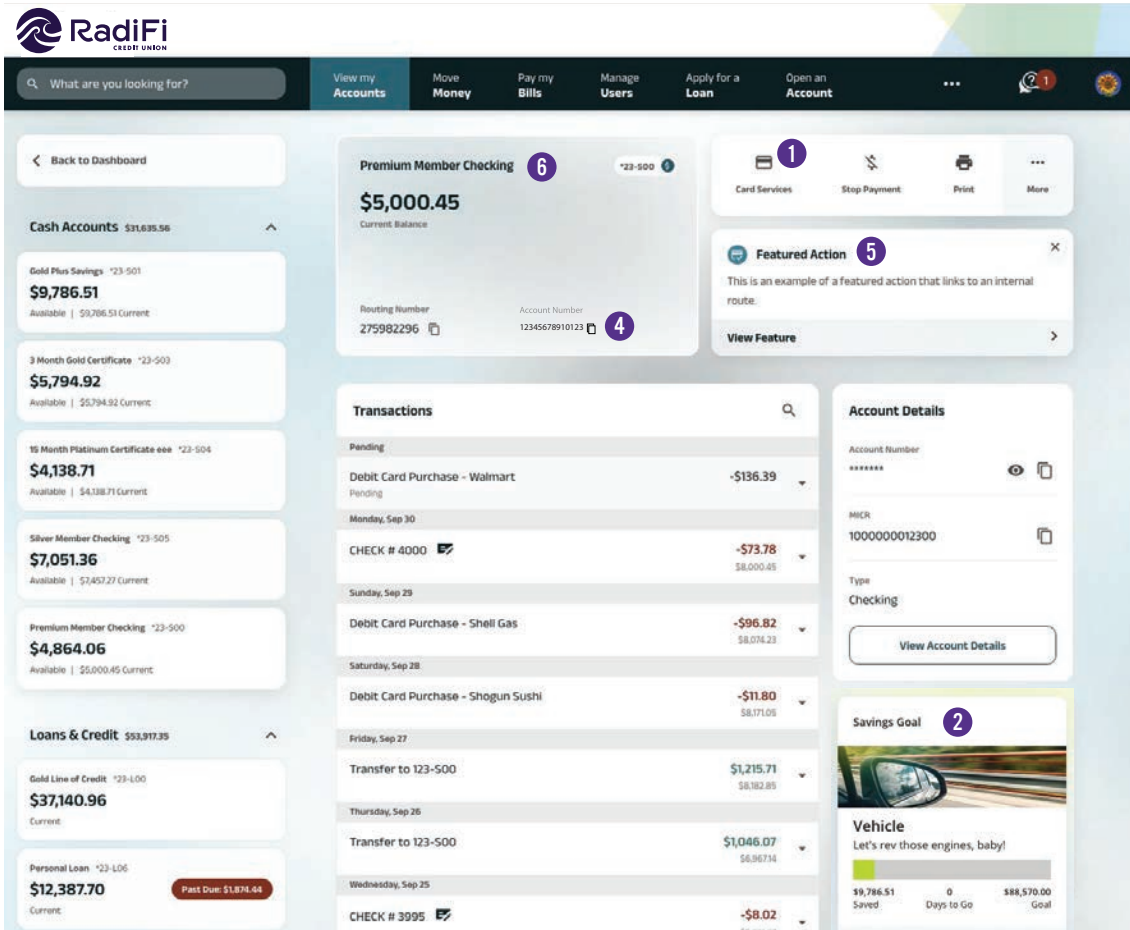 RadiFi
CREDIT UNION
What are you looking for?
View my
Accounts
Move
Money
Pay my
Bills
Manage
Users
Apply for a
Loan
Open an
Account
...
1
Back to Dashboard
Cash Accounts $31,635.56
Gold Plus Savings *23-S01
$9,786.51
Available | $9,786.51 Current
3 Month Gold Certificate *23-S03
$5,794.92
Available | $5,794.92 Current
15 Month Platinum Certificate eee *23-S04
$4,138.71
Available | $4,138.71 Current
Silver Member Checking *23-S05
$7,051.36
Available | $7,457.27 Current
Premium Member Checking *23-S00
$4,864.06
Available | $5,000.45 Current
Loans & Credit $53,917.35
Gold Line of Credit *23-L00
$37,140.96
Current
Personal Loan *23-L06
$12,387.70
Past Due: $1,874.44
Current
Premium Member Checking 6
*23-S00 $
$5,000.45
Current Balance
Routing Number
275982296
Account Number
12345678910123 4
1
Card Services
Stop Payment
Print
...
More
Featured Action 5
This is an example of a featured action that links to an internal
route.
View Feature
Transactions
Pending
Debit Card Purchase - Walmart -$136.39
Pending
Monday, Sep 30
CHECK # 4000 -$73.78
$8,000.45
Sunday, Sep 29
Debit Card Purchase - Shell Gas -$96.82
$8,074.23
Saturday, Sep 28
Debit Card Purchase - Shogun Sushi -$11.80
$8,171.05
Friday, Sep 27
Transfer to 123-S00 $1,215.71
$8,182.85
Thursday, Sep 26
Transfer to 123-S00 $1,046.07
$6,967.14
Wednesday, Sep 25
CHECK # 3995 -$8.02
Account Details
Account Number
*******
MICR
1000000012300
Type
Checking
View Account Details
Savings Goal 2
Vehicle
Let's rev those engines, baby!
$9,786.51
Saved
0
Days to Go
$88,570.00
Goal